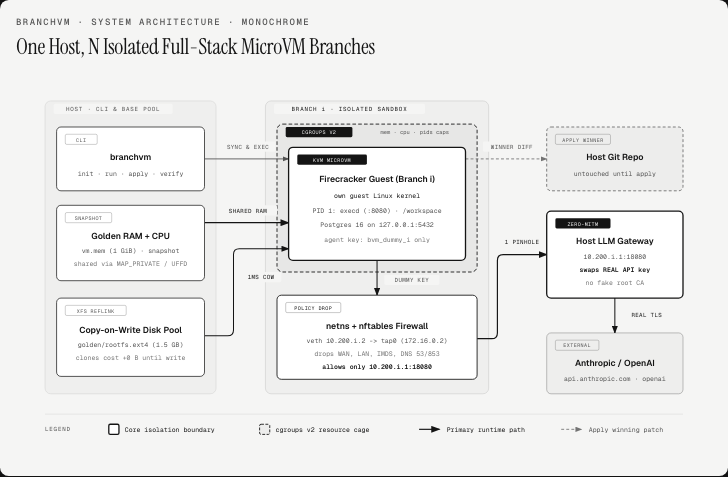 BRANCHVM · SYSTEM ARCHITECTURE · MONOCHROME
One Host, N Isolated Full-Stack MicroVM Branches
HOST · CLI & BASE POOL
CLI
branchvm
init · run · apply · verify
SNAPSHOT
Golden RAM + CPU
vm.mem (1 GiB) · snapshot
shared via MAP_PRIVATE / UFFD
XFS REFLINK
Copy-on-Write Disk Pool
golden/rootfs.ext4 (1.5 GB)
clones cost +0 B until write
SYNC & EXEC
SHARED RAM
1MS COW
BRANCH i · ISOLATED SANDBOX
CGROUPS V2
mem · cpu · pids caps
KVM MICROVM
Firecracker Guest (Branch i)
own guest Linux kernel
PID 1: execd (:8080) · /workspace
Postgres 16 on 127.0.0.1:5432
agent key: bvm_dummy_i only
DUMMY KEY
POLICY DROP
netns + nftables Firewall
veth 10.200.i.2 -> tap0 (172.16.0.2)
drops WAN, LAN, IMDS, DNS 53/853
allows only 10.200.i.1:18080
WINNER DIFF
1 PINHOLE
APPLY WINNER
Host Git Repo
untouched until apply
ZERO-MITM
Host LLM Gateway
10.200.i.1:18080
swaps REAL API key
no fake root CA
REAL TLS
EXTERNAL
Anthropic / OpenAI
api.anthropic.com · openai
LEGEND
Core isolation boundary
cgroups v2 resource cage
Primary runtime path
Apply winning patch